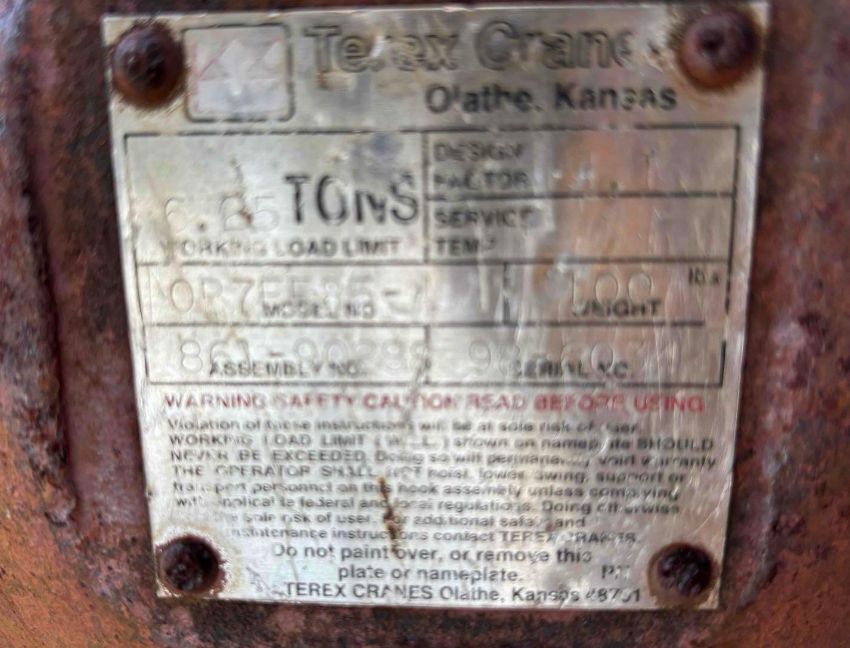 Terex Cranes
Olathe, Kansas
TONS
DESIGN
FACTOR
WORKING LOAD LIMIT
SERVICE
TEMP
100 lbs
MODEL NO
WEIGHT
ASSEMBLY NO.
SERIAL NO.
WARNING SAFETY CAUTION READ BEFORE USING
Violation of these instructions will be at sole risk of user.
WORKING LOAD LIMIT (W.L.L.) shown on nameplate SHOULD
NEVER BE EXCEEDED. Doing so will permanently void warranty
THE OPERATOR SHALL NOT hoist, lower, swing, support or
transport personnel on this hook assembly unless complying
with applicable federal and local regulations. Doing otherwise
the sole risk of user. For additional safety and
maintenance instructions contact TEREX CRANES.
Do not paint over, or remove this
plate or nameplate.
TEREX CRANES Olathe, Kansas